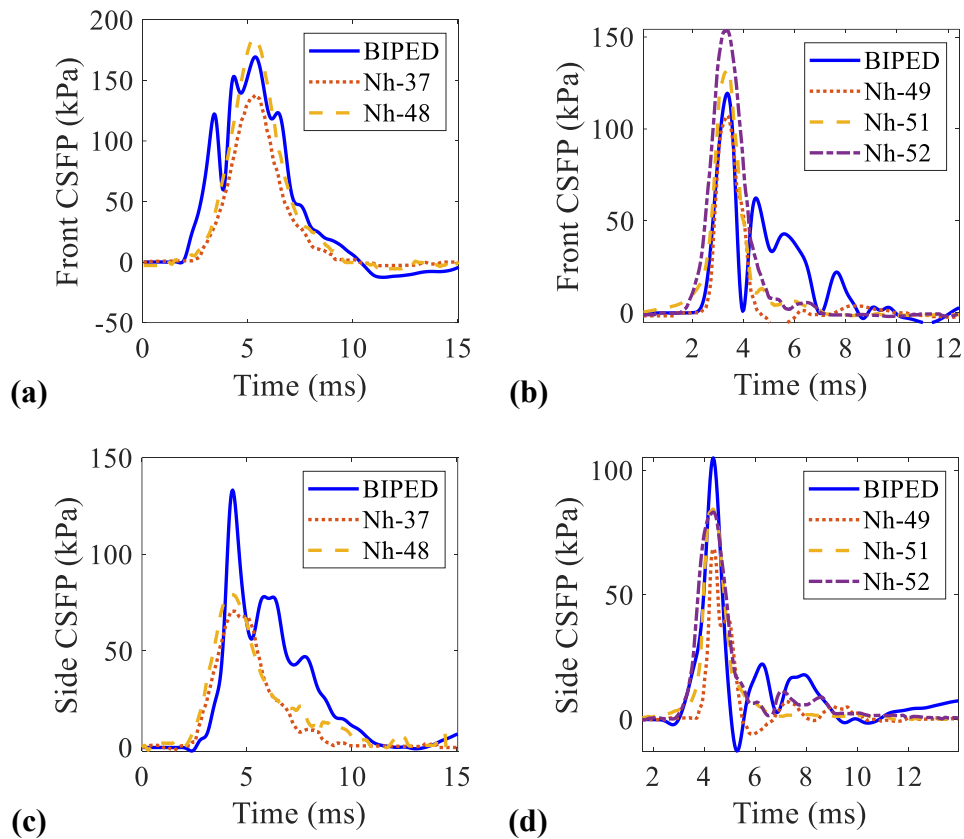 200
150
100
50
0
-50
Front CSFP (kPa)
BIPED
Nh-37
Nh-48
0
5
10
15
Time (ms)
(a)
150
100
50
0
Front CSFP (kPa)
BIPED
Nh-49
Nh-51
Nh-52
2
4
6
8
10
12
Time (ms)
(b)
150
100
50
0
Side CSFP (kPa)
BIPED
Nh-37
Nh-48
0
5
10
15
Time (ms)
(c)
100
50
0
Side CSFP (kPa)
BIPED
Nh-49
Nh-51
Nh-52
2
4
6
8
10
12
Time (ms)
(d)